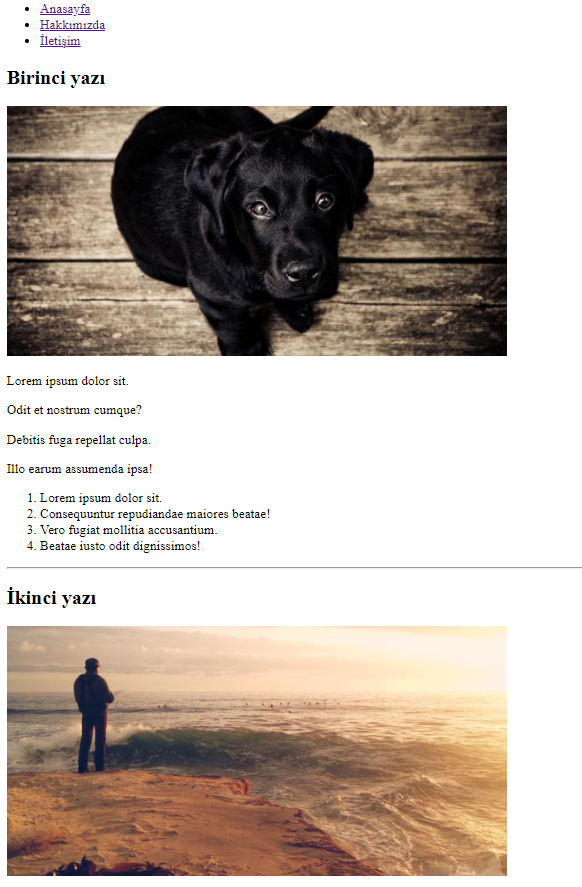 Anasayfa
Hakkımızda
İletişim
Birinci yazı
Lorem ipsum dolor sit.
Odit et nostrum cumque?
Debitis fuga repellat culpa.
Illo earum assumenda ipsa!
1. Lorem ipsum dolor sit.
2. Consequuntur repudiandae maiores beatae!
3. Vero fugiat mollitia accusantium.
4. Beatae iusto odit dignissimos!
İkinci yazı